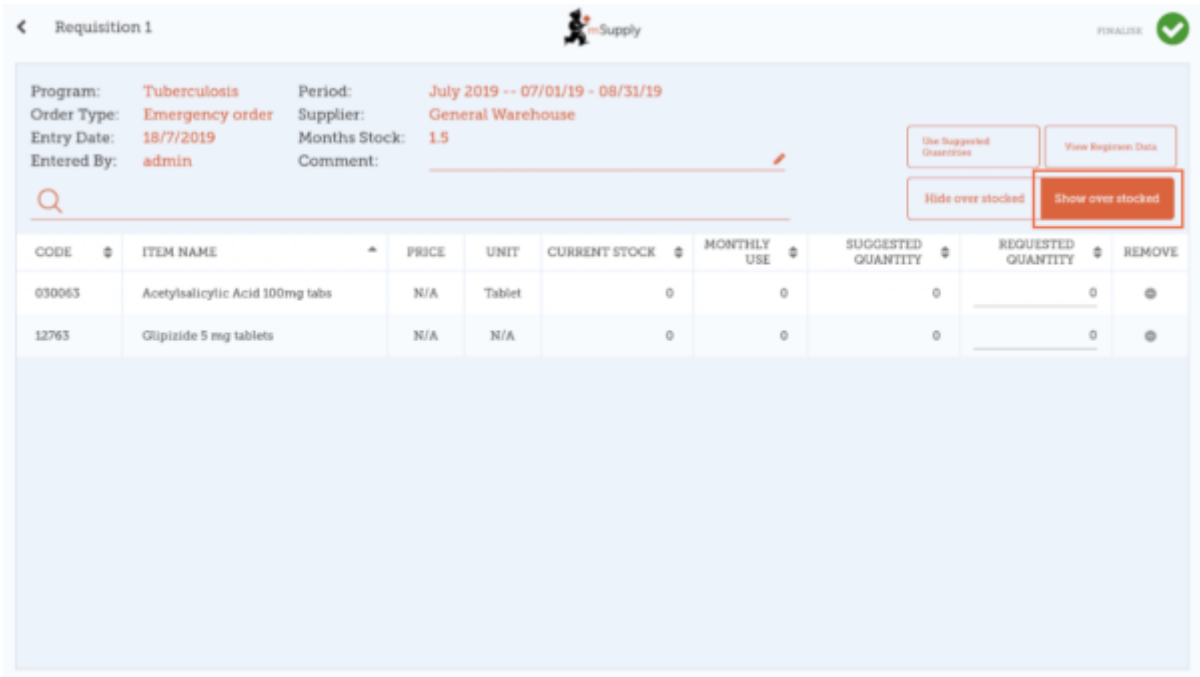 Requisition 1
mSupply
FINALISE
Program: Tuberculosis Period: July 2019 -- 07/01/19 - 08/31/19
Order Type: Emergency order Supplier: General Warehouse
Entry Date: 18/7/2019 Months Stock: 1.5
Entered By: admin Comment:
Use Suggested
Quantities
View Regimen Data
Hide over stocked Show over stocked
CODE ITEM NAME PRICE UNIT CURRENT STOCK MONTHLY
USE SUGGESTED
QUANTITY REQUESTED
QUANTITY REMOVE
030063 Acetylsalicylic Acid 100mg tabs N/A Tablet 0 0 0 0
12763 Glipizide 5 mg tablets N/A N/A 0 0 0 0